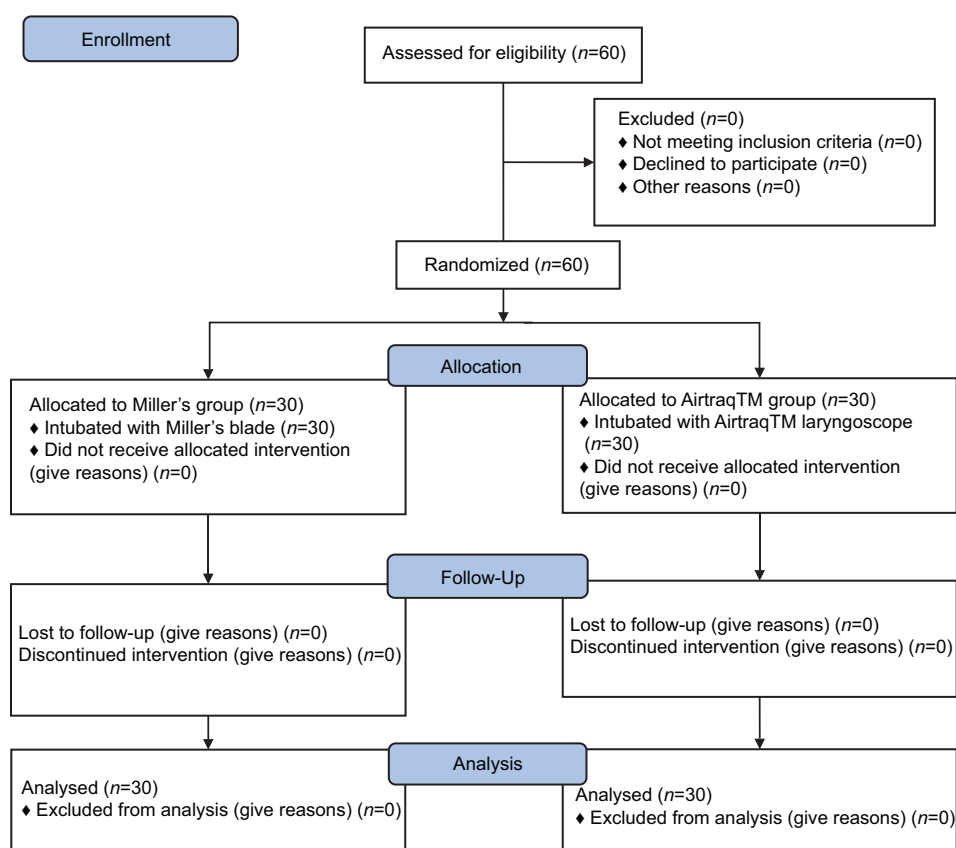 Enrollment
Assessed for eligibility (n=60)
Excluded (n=0)
♦ Not meeting inclusion criteria (n=0)
♦ Declined to participate (n=0)
♦ Other reasons (n=0)
Randomized (n=60)
Allocation
Allocated to Miller's group (n=30)
♦ Intubated with Miller's blade (n=30)
♦ Did not receive allocated intervention
(give reasons) (n=0)
Allocated to AirtraqTM group (n=30)
♦ Intubated with AirtraqTM laryngoscope
(n=30)
♦ Did not receive allocated intervention
(give reasons) (n=0)
Follow-Up
Lost to follow-up (give reasons) (n=0)
Discontinued intervention (give reasons) (n=0)
Lost to follow-up (give reasons) (n=0)
Discontinued intervention (give reasons) (n=0)
Analysis
Analysed (n=30)
♦ Excluded from analysis (give reasons) (n=0)
Analysed (n=30)
♦ Excluded from analysis (give reasons) (n=0)